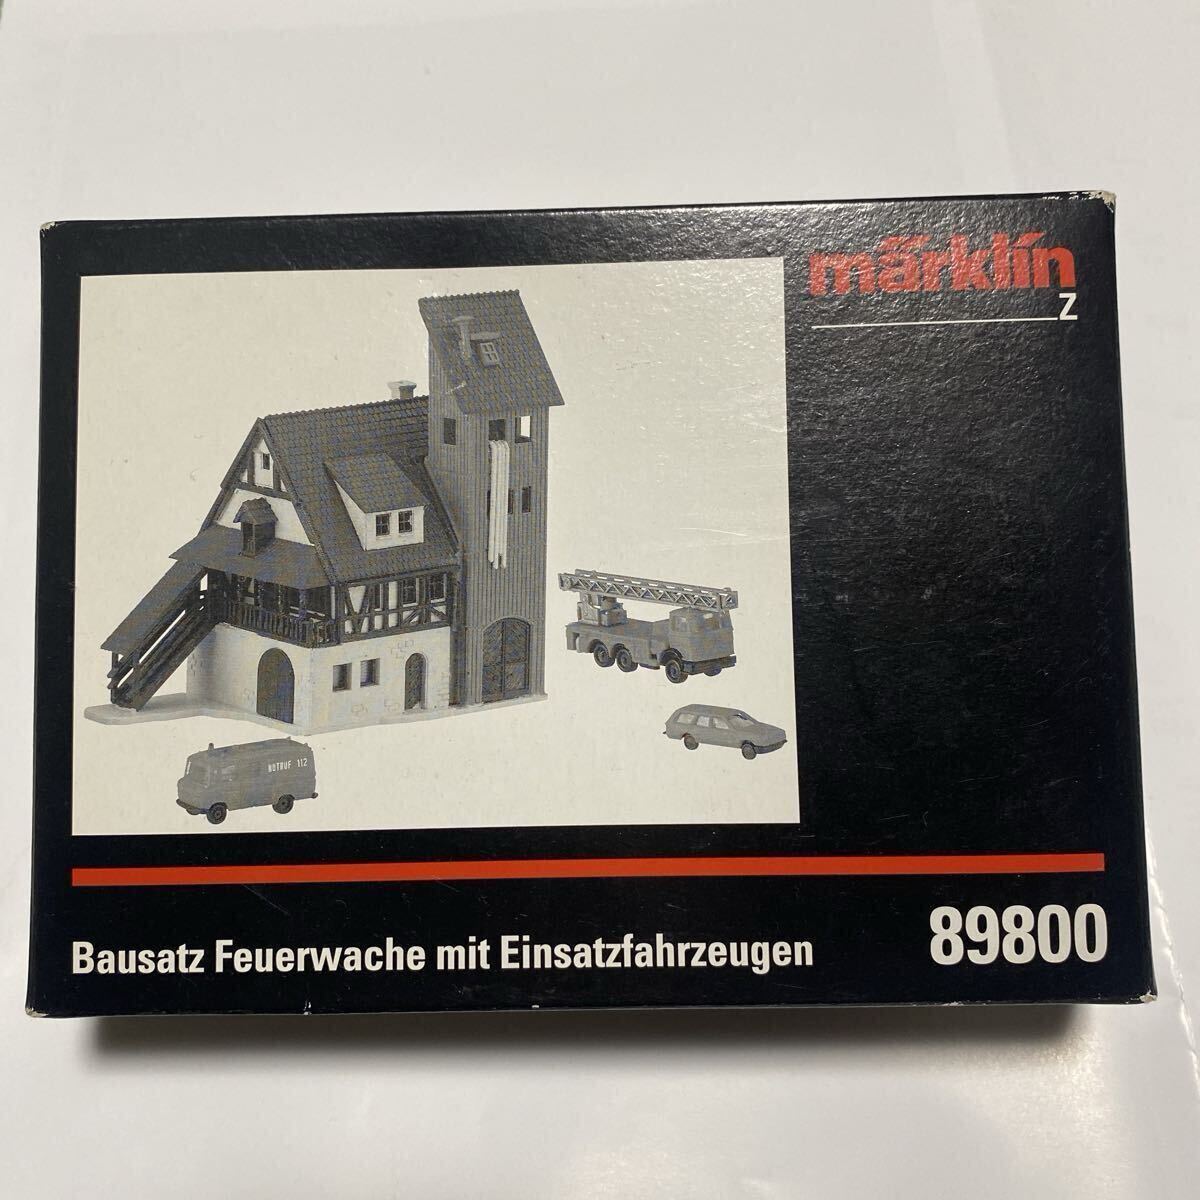 märklin
Z
NOTRUF 112
Bausatz Feuerwache mit Einsatzfahrzeugen
89800